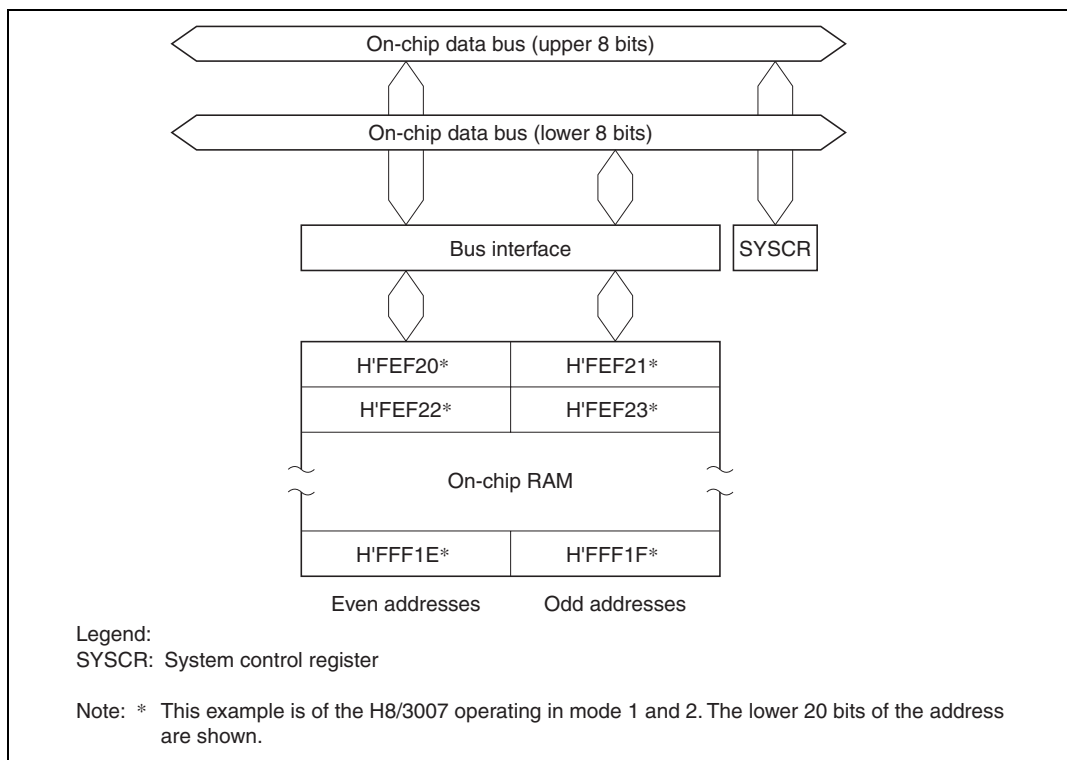 On-chip data bus (upper 8 bits)
On-chip data bus (lower 8 bits)
Bus interface
SYSCR
H'FEF20*
H'FEF21*
H'FEF22*
H'FEF23*
On-chip RAM
H'FFF1E*
H'FFF1F*
Even addresses
Odd addresses
Legend:
SYSCR: System control register
Note: * This example is of the H8/3007 operating in mode 1 and 2. The lower 20 bits of the address
are shown.